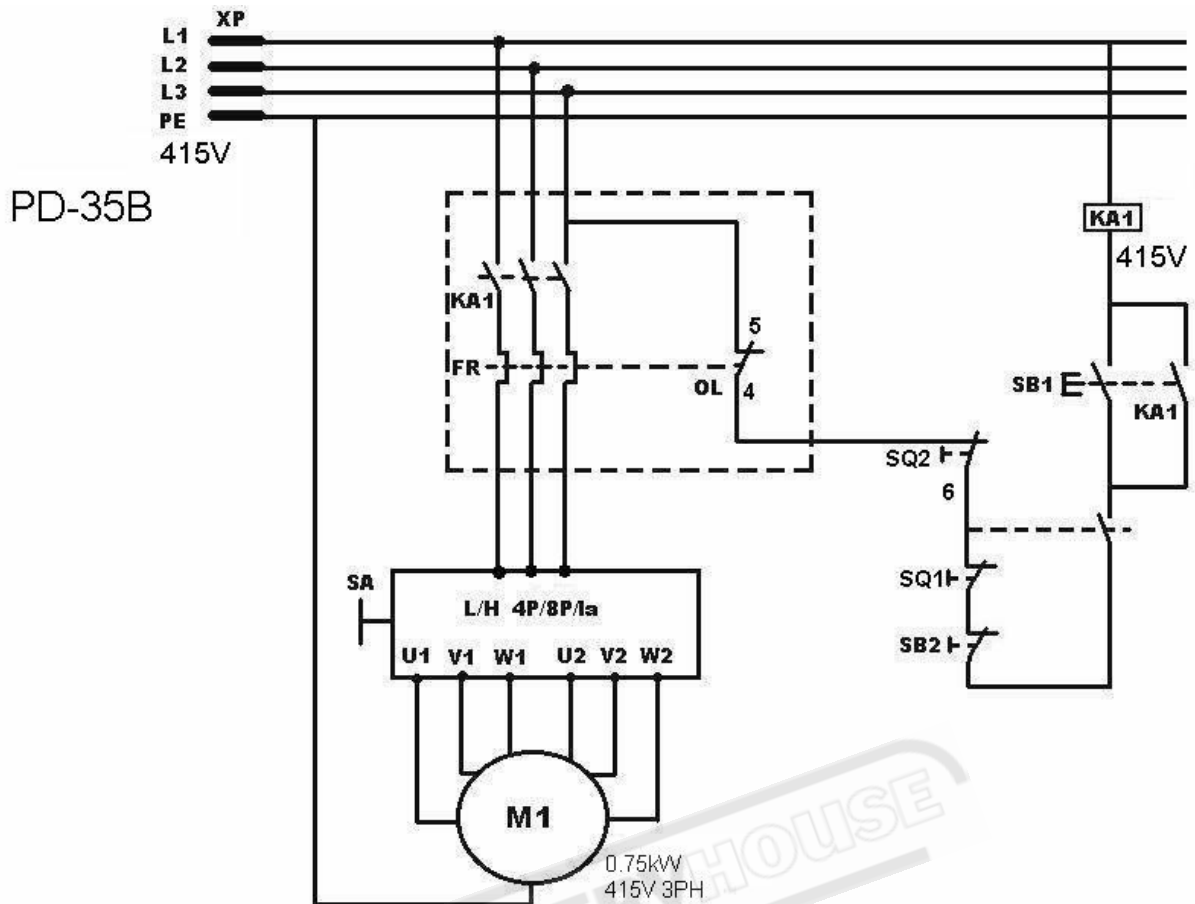 XP
L1
L2
L3
PE
415V
PD-35B
KA1
415V
KA1
5
FR
OL
4
SB1
KA1
SQ2
6
SA
L/H 4P/8P/la
SQ1
U1 V1 W1 U2 V2 W2
SB2
M1
0.75kW
415V 3PH
YHOUSE